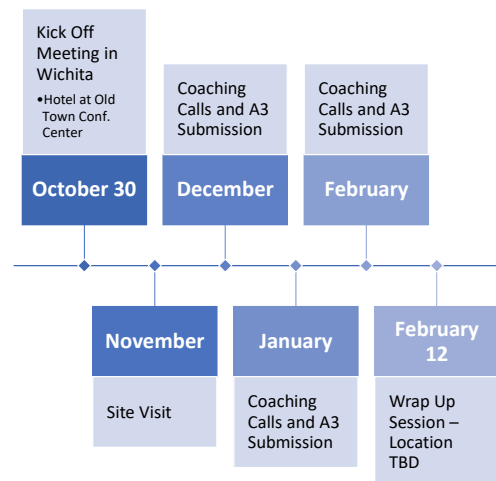 Kick Off
Meeting in
Wichita
•Hotel at Old
Town Conf.
Center
October 30
Coaching
Calls and A3
Submission
December
Coaching
Calls and A3
Submission
February
November
Site Visit
January
Coaching
Calls and A3
Submission
February
12
Wrap Up
Session –
Location
TBD